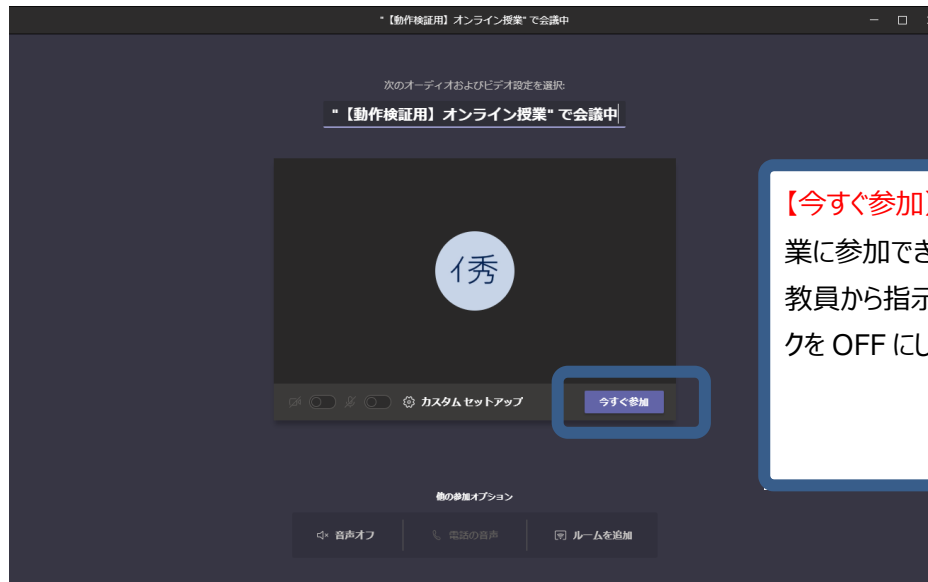 "【動作検証用】オンライン授業" で会議中
次のオーディオおよびビデオ設定を選択:
"【動作検証用】オンライン授業" で会議中
イ秀
カスタム セットアップ
今すぐ参加
他の参加オプション
音声オフ
電話の音声
ルームを追加
【今すぐ参加】
業に参加でき
教員から指示
クを OFF にし